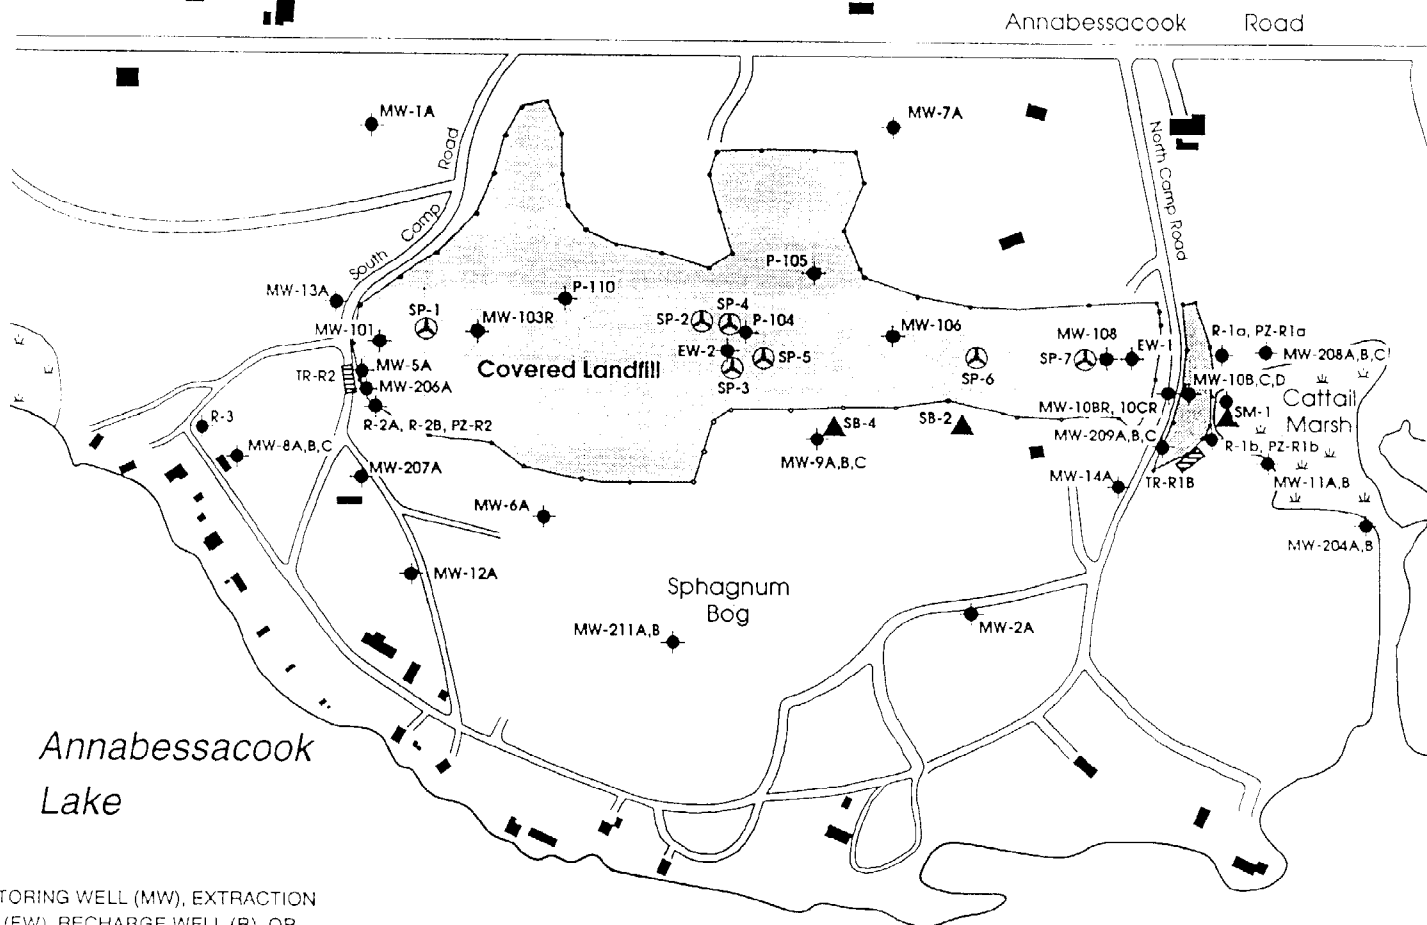 Annabessacook Road
MW-1A
MW-7A
South Camp Road
North Camp Road
P-105
MW-13A
P-110
SP-1
MW-103R
SP-4
SP-2
P-104
MW-106
MW-101
MW-108
EW-1
R-1a, PZ-R1a
EW-2
SP-5
SP-7
MW-208A,B,C
MW-5A
TR-R2
Covered Landfill
SP-3
SP-6
MW-206A
MW-10B,C,D
Cattail
Marsh
R-3
R-2A, R-2B, PZ-R2
SB-4
SB-2
MW-10BR, 10CR
SM-1
MW-8A,B,C
MW-209A,B,C
R-1b, PZ-R1b
MW-207A
MW-9A,B,C
MW-14A
TR-R1B
MW-11A,B
MW-6A
MW-204A,B
MW-12A
Sphagnum
Bog
MW-211A,B
MW-2A
Annabessacook
Lake
TORING WELL (MW), EXTRACTION
(EW), RECHARGE WELL (R), OR